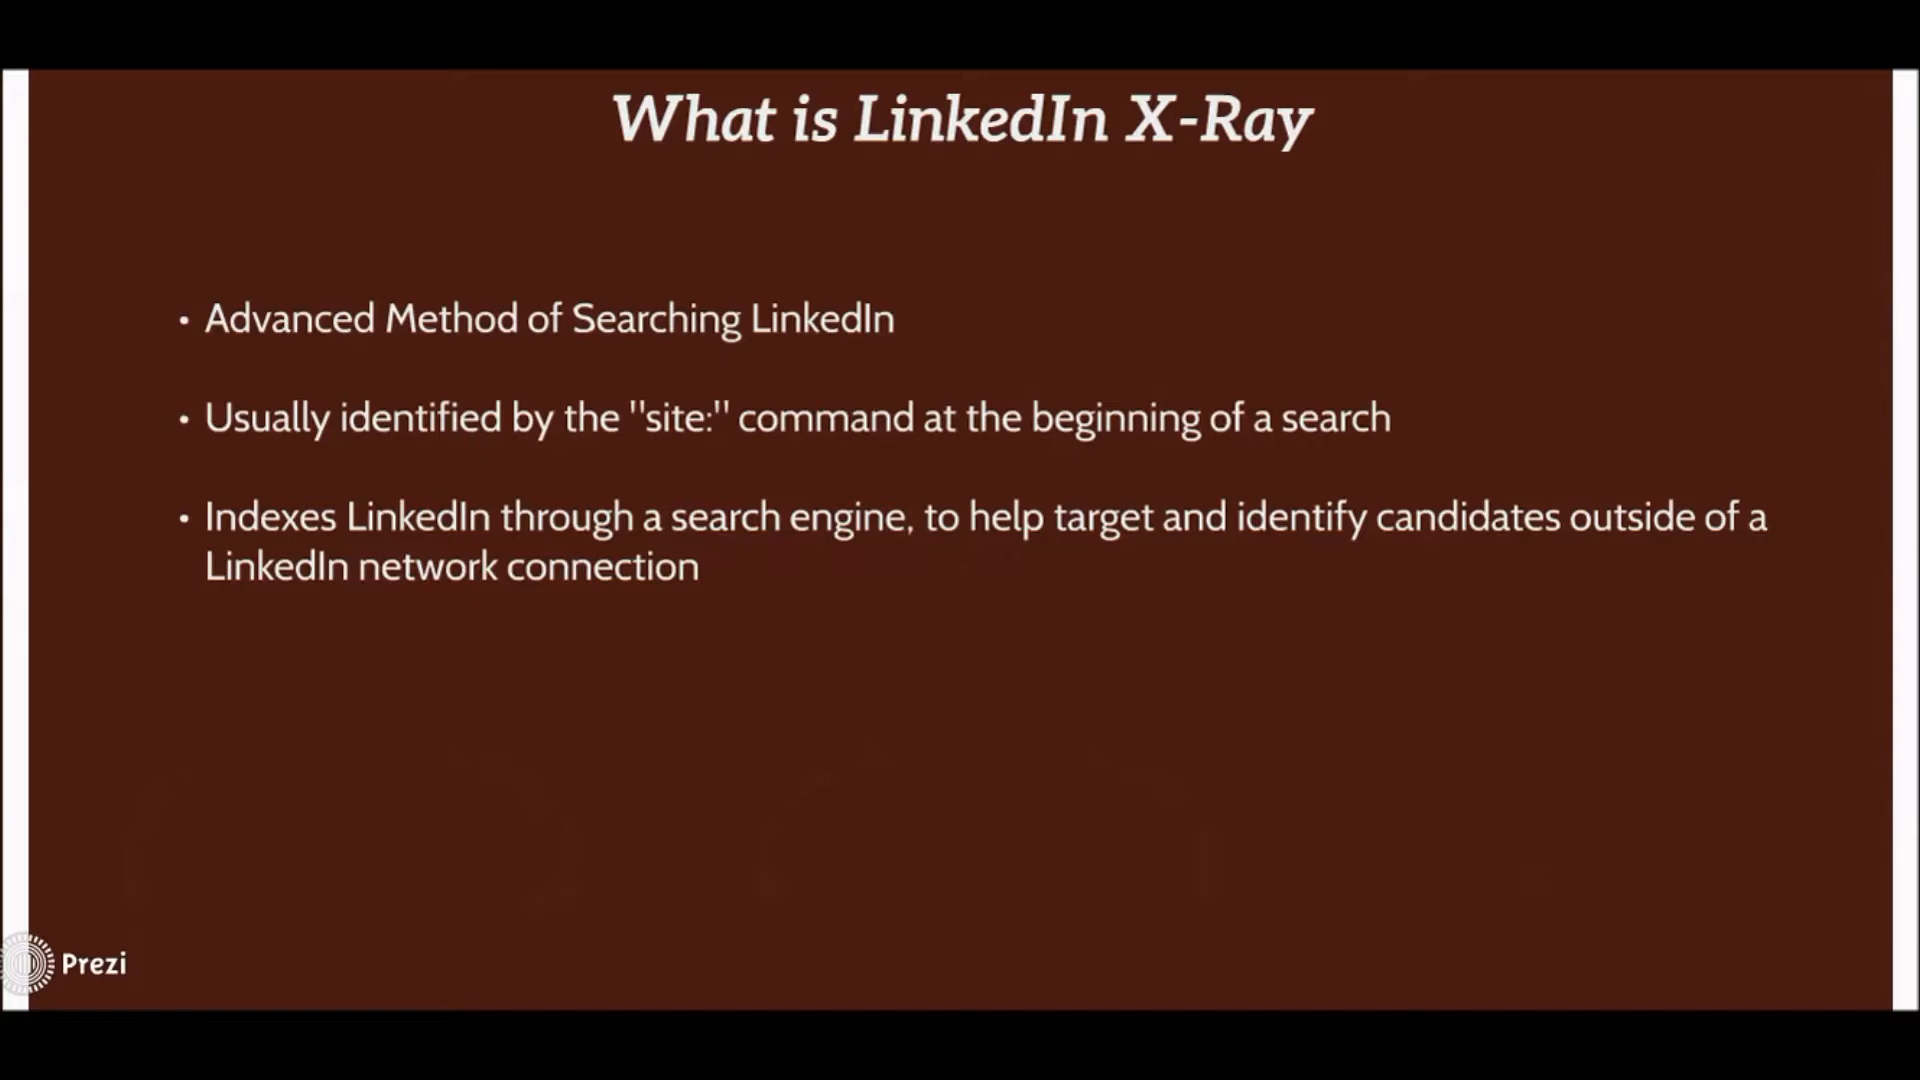 What is LinkedIn X-Ray
• Advanced Method of Searching LinkedIn
• Usually identified by the "site:" command at the beginning of a search
• Indexes LinkedIn through a search engine, to help target and identify candidates outside of a
LinkedIn network connection
Prezi